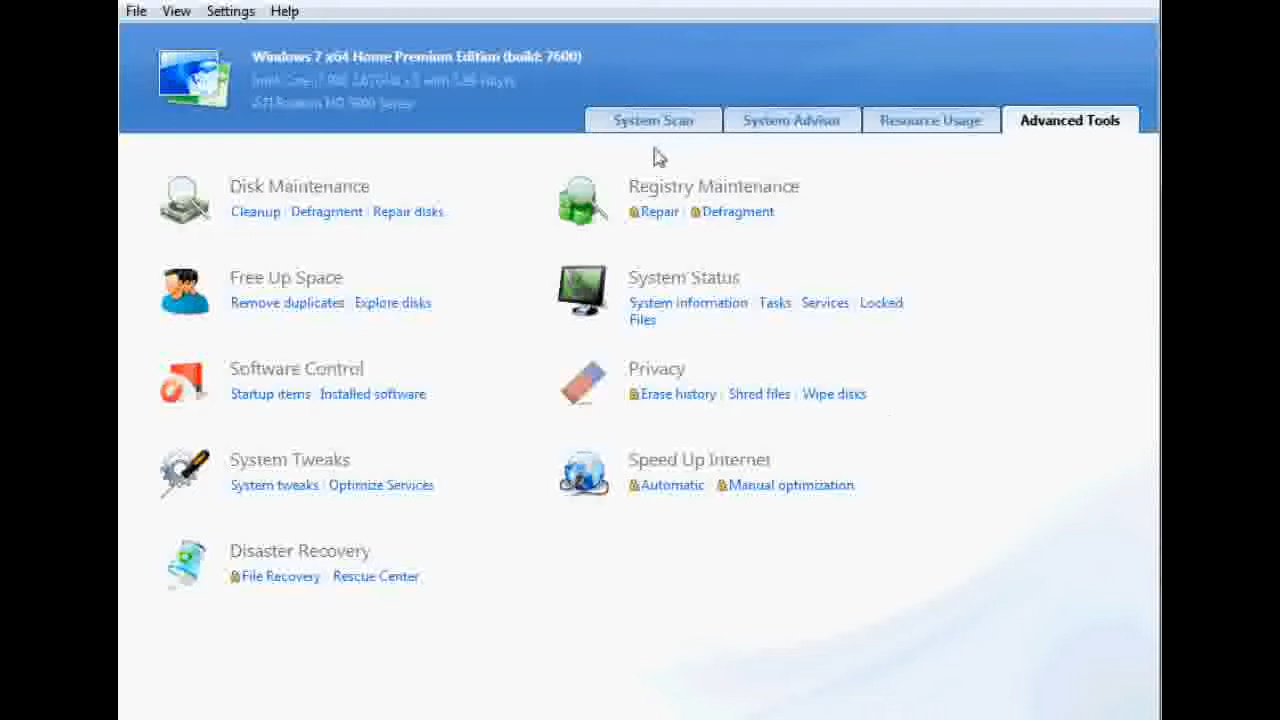 File View Settings Help
Windows 7 x64 Home Premium Edition (build: 7600)
System Scan System Advisor Resource Usage Advanced Tools
Disk Maintenance
Cleanup Defragment Repair disks
Registry Maintenance
Repair Defragment
Free Up Space
Remove duplicates Explore disks
System Status
System information Tasks Services Locked
Files
Software Control
Startup items Installed software
Privacy
Erase history Shred files Wipe disks
System Tweaks
System tweaks Optimize Services
Speed Up Internet
Automatic Manual optimization
Disaster Recovery
File Recovery Rescue Center